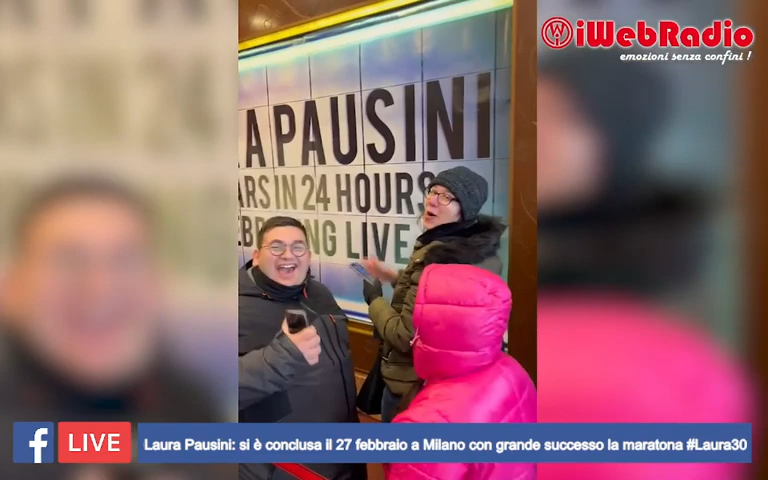 iWebRadio
emozioni senza confini !
A PAUSINI
ARS IN 24 HOURS
LIVE
f LIVE Laura Pausini: si è conclusa il 27 febbraio a Milano con grande successo la maratona #Laura30